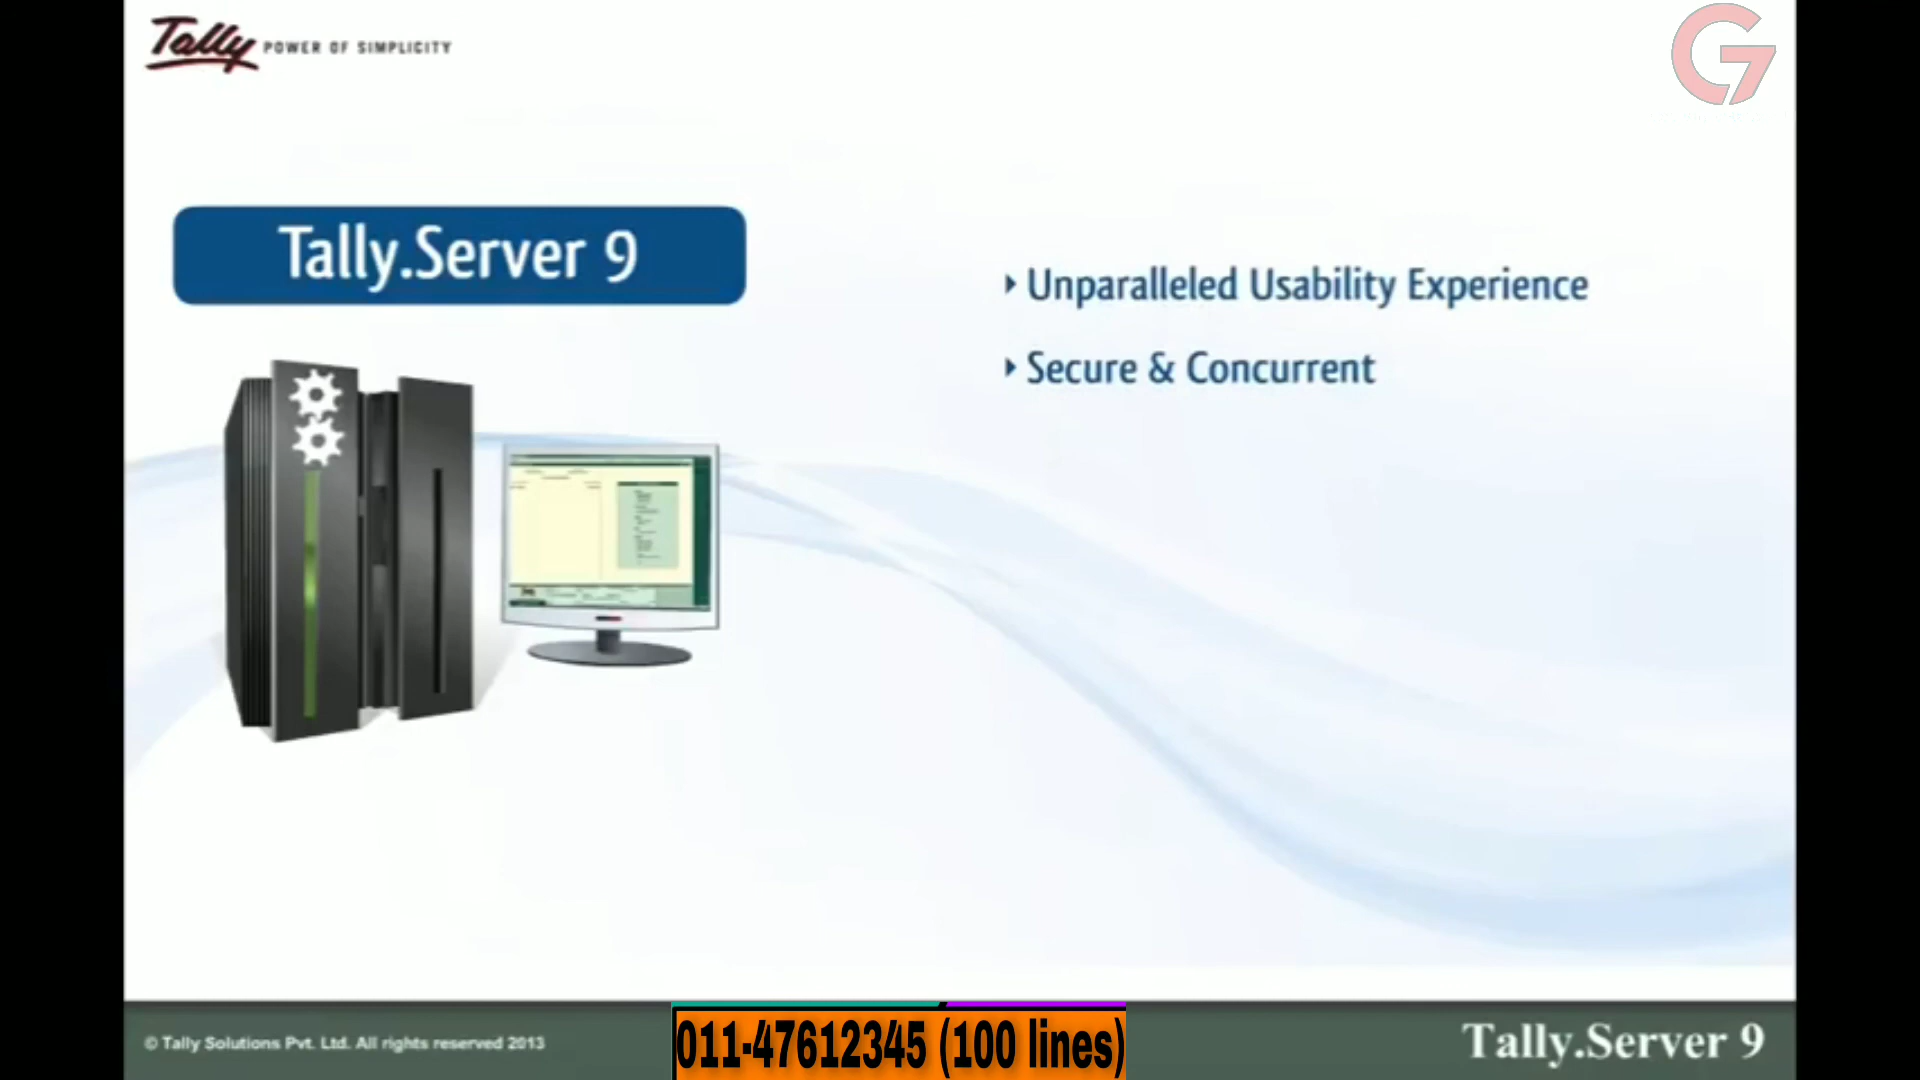 Tally POWER OF SIMPLICITY
G7
Tally.Server 9
Unparalleled Usability Experience
Secure & Concurrent
© Tally Solutions Pvt. Ltd. All rights reserved 2013
011-47612345 (100 lines)
Tally.Server 9